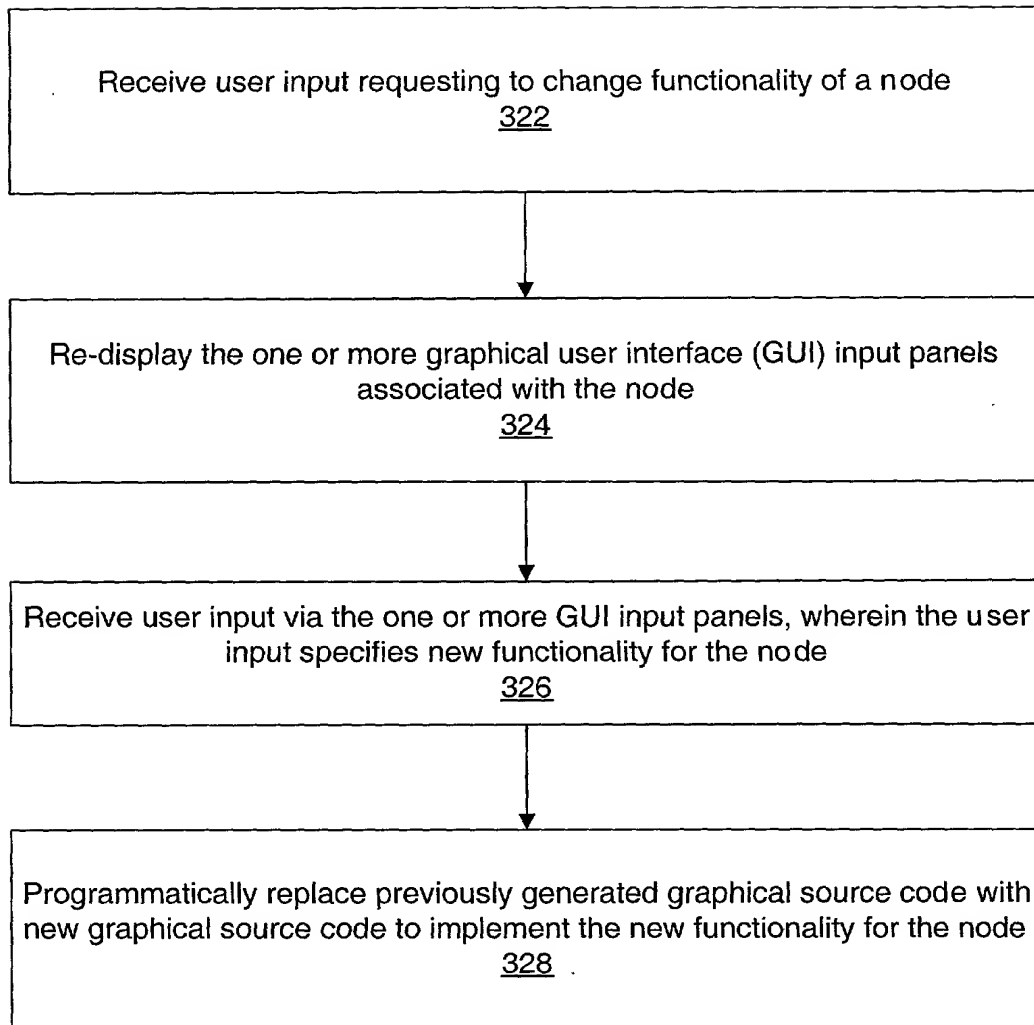 Receive user input requesting to change functionality of a node
322
Re-display the one or more graphical user interface (GUI) input panels
associated with the node
324
Receive user input via the one or more GUI input panels, wherein the user
input specifies new functionality for the node
326
Programmatically replace previously generated graphical source code with
new graphical source code to implement the new functionality for the node
328